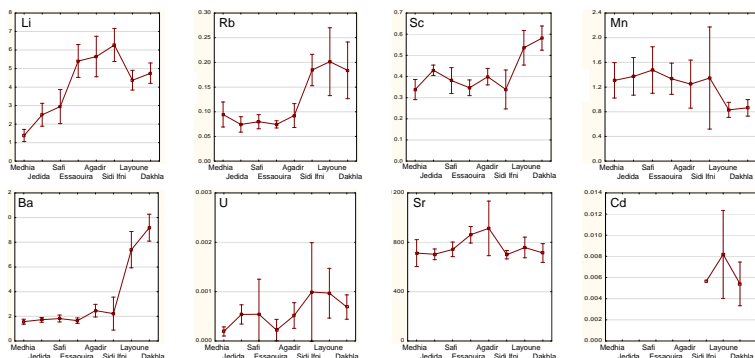 Li
8
7
6
5
4
3
2
1
0
Medhia Safi Agadir Layoune
Jedida Essaouira Sidi Ifni Dakhla
Rb
0.30
0.25
0.20
0.15
0.10
0.05
0.00
Medhia Safi Agadir Layoune
Jedida Essaouira Sidi Ifni Dakhla
Sc
0.7
0.6
0.5
0.4
0.3
0.2
0.1
0.0
Medhia Safi Agadir Layoune
Jedida Essaouira Sidi Ifni Dakhla
Mn
2.4
2.0
1.6
1.2
0.8
0.4
0.0
Medhia Safi Agadir Layoune
Jedida Essaouira Sidi Ifni Dakhla
Ba
2
0
8
6
4
2
0
Medhia Safi Agadir Layoune
Jedida Essaouira Sidi Ifni Dakhla
U
0.003
0.002
0.001
0.000
Medhia Safi Agadir Layoune
Jedida Essaouira Sidi Ifni Dakhla
Sr
200
800
400
0
Medhia Safi Agadir Layoune
Jedida Essaouira Sidi Ifni Dakhla
Cd
0.014
0.012
0.010
0.008
0.006
0.004
0.002
0.000
Medhia Safi Agadir Layoune
Jedida Essaouira Sidi Ifni Dakhla